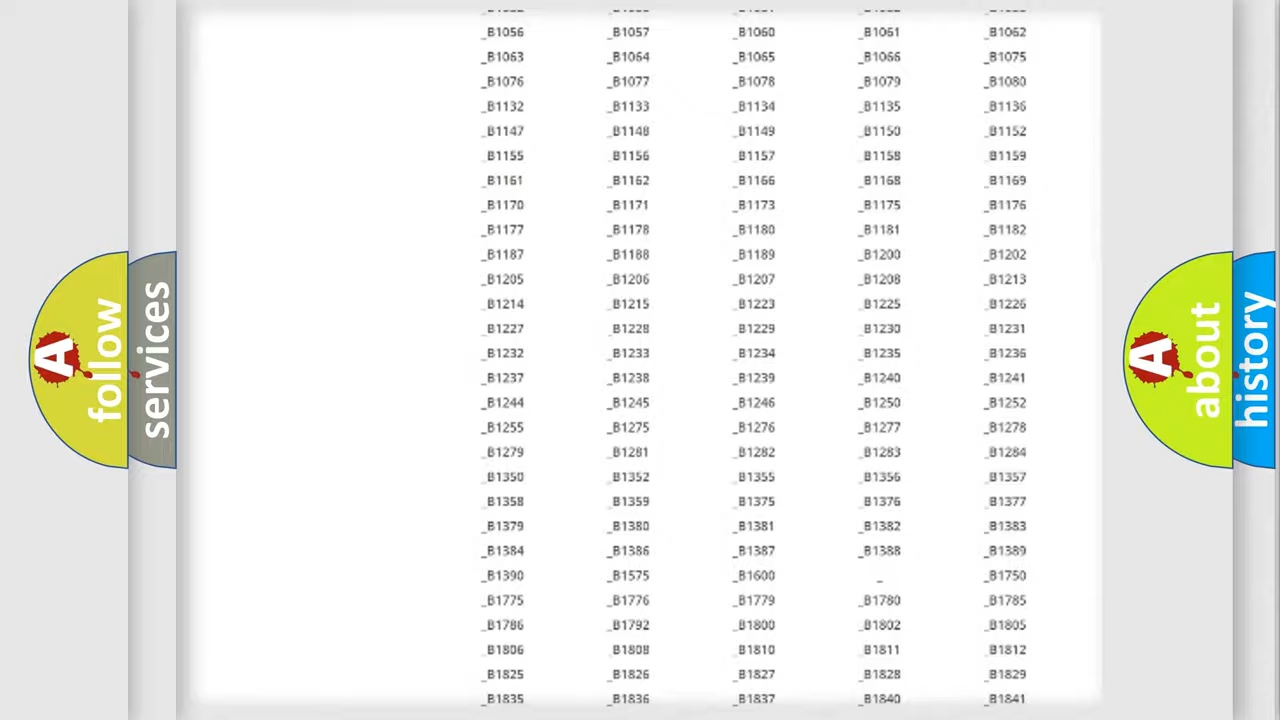 _B1056 _B1057 _B1060 _B1061 _B1062
_B1063 _B1064 _B1065 _B1066 _B1075
_B1076 _B1077 _B1078 _B1079 _B1080
_B1132 _B1133 _B1134 _B1135 _B1136
_B1147 _B1148 _B1149 _B1150 _B1152
_B1155 _B1156 _B1157 _B1158 _B1159
_B1161 _B1162 _B1166 _B1168 _B1169
_B1170 _B1171 _B1173 _B1175 _B1176
_B1177 _B1178 _B1180 _B1181 _B1182
_B1187 _B1188 _B1189 _B1200 _B1202
_B1205 _B1206 _B1207 _B1208 _B1213
_B1214 _B1215 _B1223 _B1225 _B1226
_B1227 _B1228 _B1229 _B1230 _B1231
_B1232 _B1233 _B1234 _B1235 _B1236
_B1237 _B1238 _B1239 _B1240 _B1241
_B1244 _B1245 _B1246 _B1250 _B1252
_B1255 _B1275 _B1276 _B1277 _B1278
_B1279 _B1281 _B1282 _B1283 _B1284
_B1350 _B1352 _B1355 _B1356 _B1357
_B1358 _B1359 _B1375 _B1376 _B1377
_B1379 _B1380 _B1381 _B1382 _B1383
_B1384 _B1386 _B1387 _B1388 _B1389
_B1390 _B1575 _B1600 _ _B1750
_B1775 _B1776 _B1779 _B1780 _B1785
_B1786 _B1792 _B1800 _B1802 _B1805
_B1806 _B1808 _B1810 _B1811 _B1812
_B1825 _B1826 _B1827 _B1828 _B1829
_B1835 _B1836 _B1837 _B1840 _B1841
A follow
services
A about
history